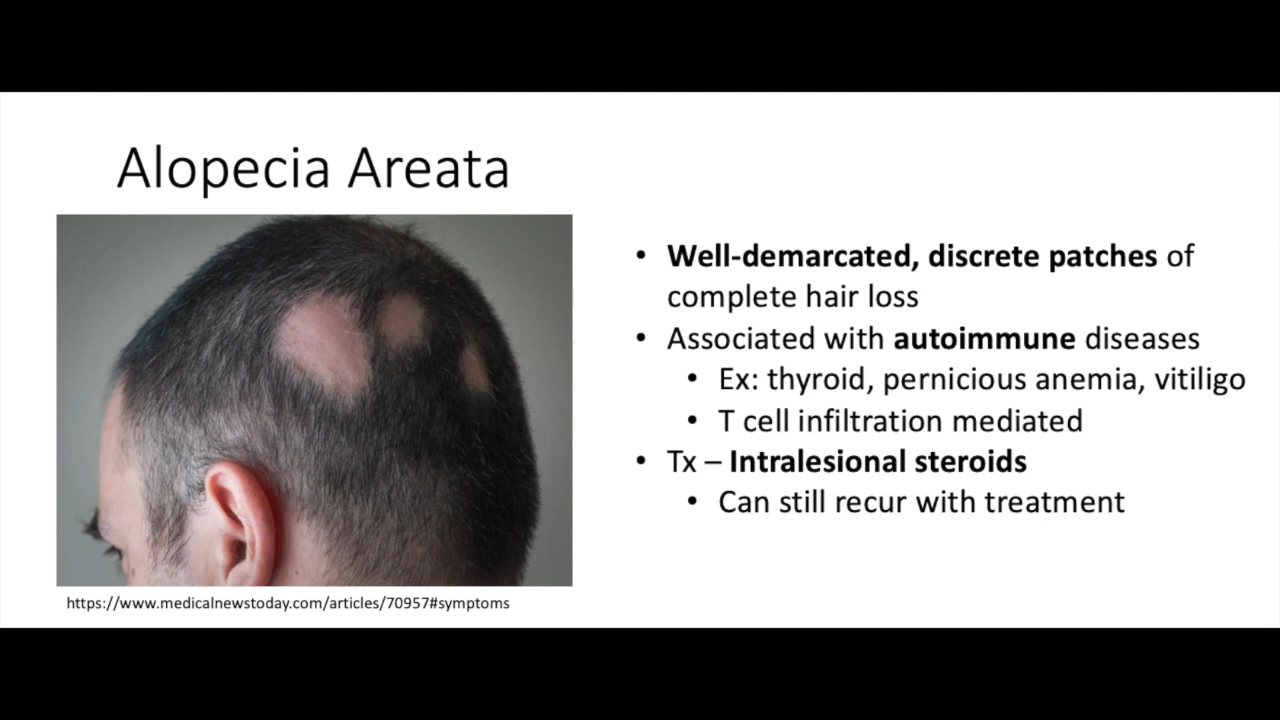 Alopecia Areata
• Well-demarcated, discrete patches of
complete hair loss
• Associated with autoimmune diseases
• Ex: thyroid, pernicious anemia, vitiligo
• T cell infiltration mediated
• Tx – Intralesional steroids
• Can still recur with treatment
https://www.medicalnewstoday.com/articles/70957#symptoms